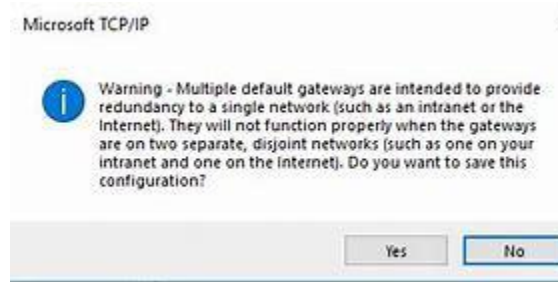 Microsoft TCP/IP
Warning - Multiple default gateways are intended to provide
redundancy to a single network (such as an intranet or the
Internet). They will not function properly when the gateways
are on two separate, disjoint networks (such as one on your
intranet and one on the Internet). Do you want to save this
configuration?
Yes
No